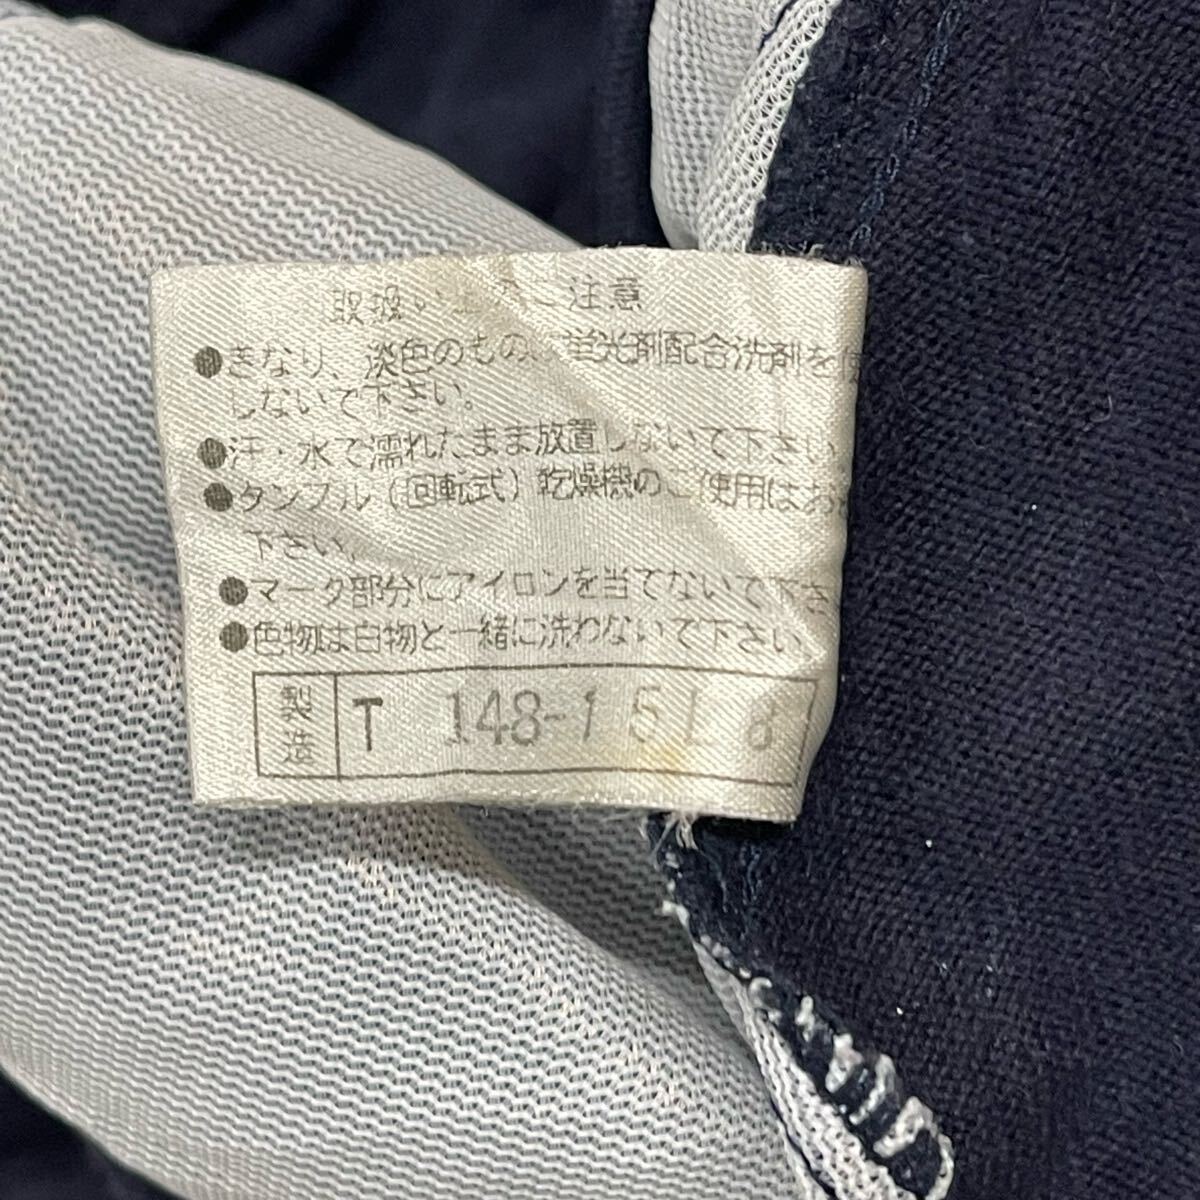 取扱い上のご注意
●きなり、淡色のものは蛍光剤配合洗剤を使
しないで下さい。
●汗・水で濡れたまま放置しないで下さい。
●タンブル(回転式)乾燥機のご使用はお
下さい。
●マーク部分にアイロンを当てないで下さ
●色物は白物と一緒に洗わないで下さい。
製造 T 148-1518